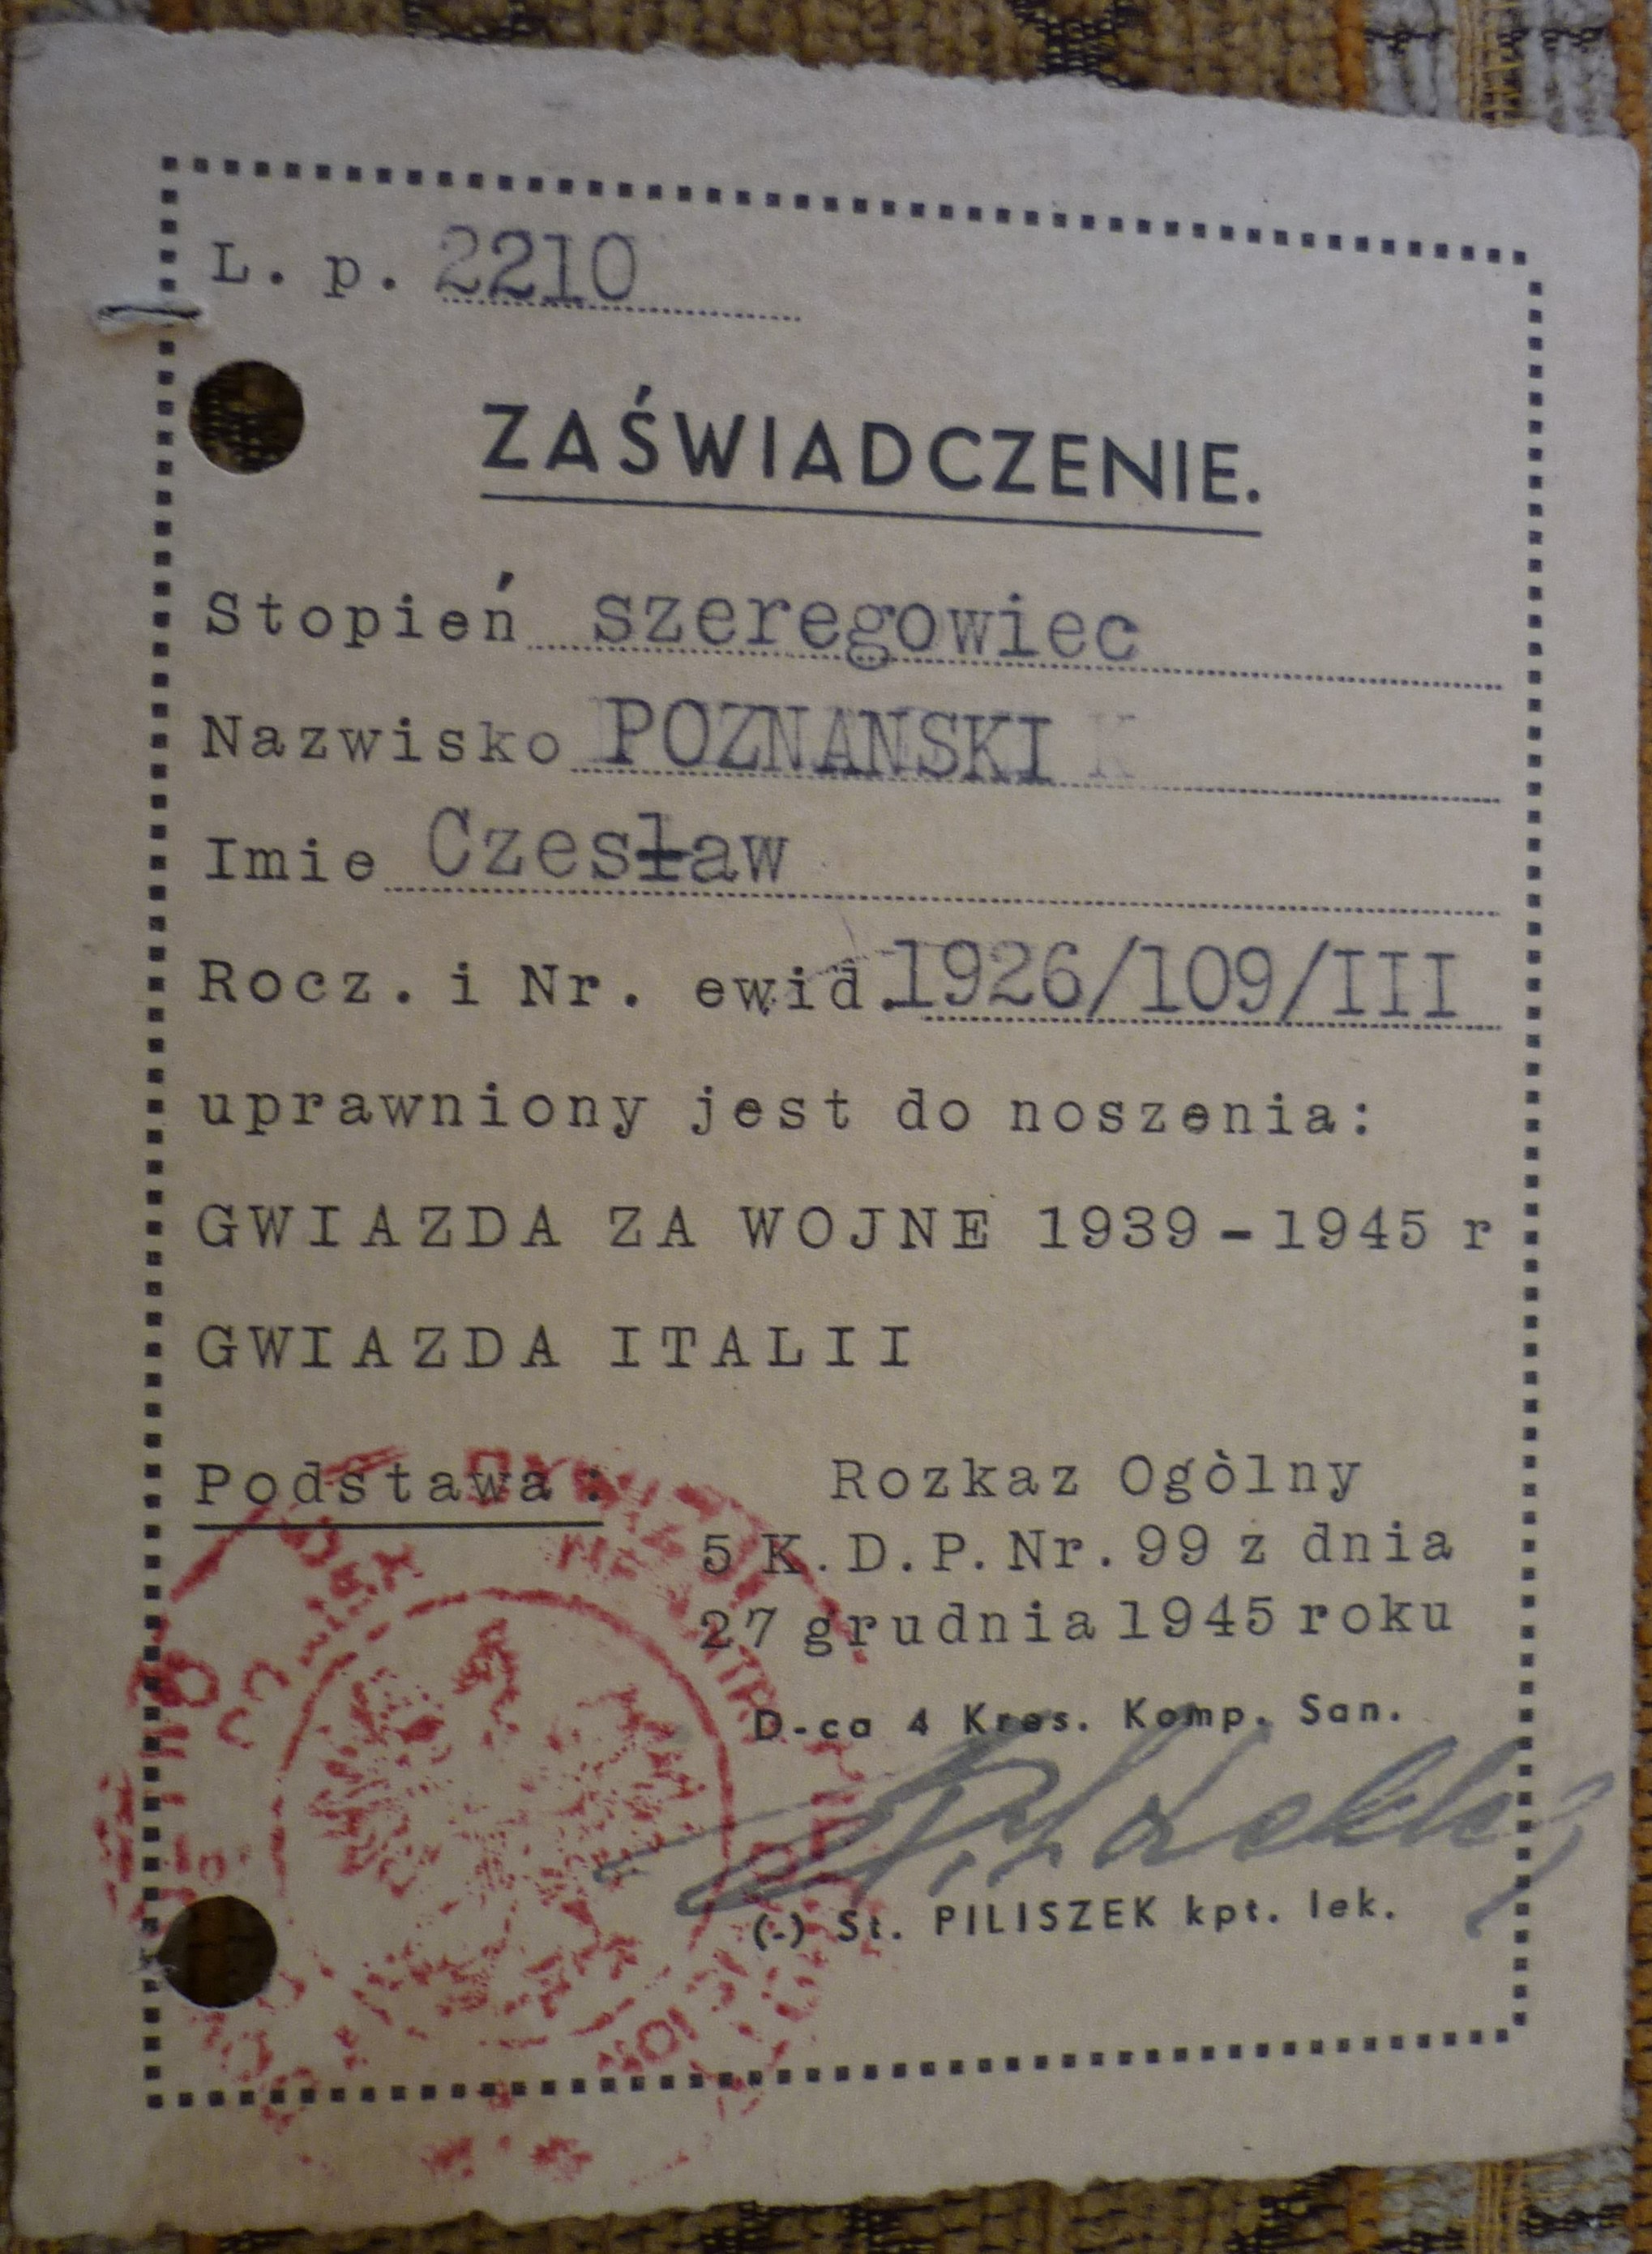 L. p. 2210
ZAŚWIADCZENIE.
Stopień szeregowiec
Nazwisko POZNANSKI K
Imie Czesław
Rocz. i Nr. ewid. 1926/109/III
uprawniony jest do noszenia:
GWIAZDA ZA WOJNE 1939-1945 r
GWIAZDA ITALII
Podstawa: Rozkaz Ogòlny
5 K.D.P.Nr.99 z dnia
27 grudnia 1945 roku
D-ca 4 Kres. Komp. San.
(-) St. PILISZEK kpt. lek.